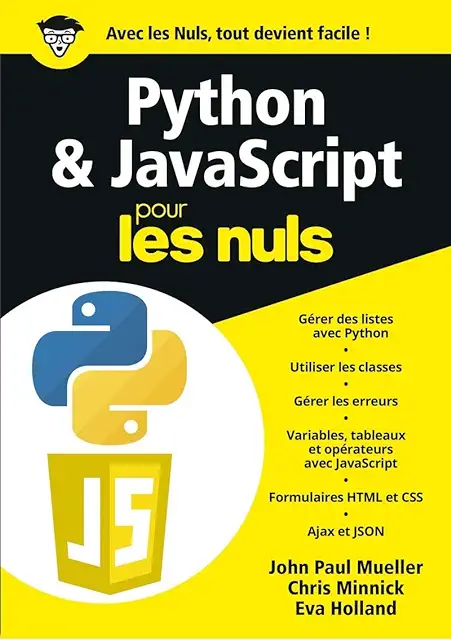 Avec les Nuls, tout devient facile !
Python
& JavaScript
pour
les nuls
Gérer des listes
avec Python
•
Utiliser les classes
•
Gérer les erreurs
•
Variables, tableaux
et opérateurs
avec JavaScript
•
Formulaires HTML et CSS
•
Ajax et JSON
JS
John Paul Mueller
Chris Minnick
Eva Holland